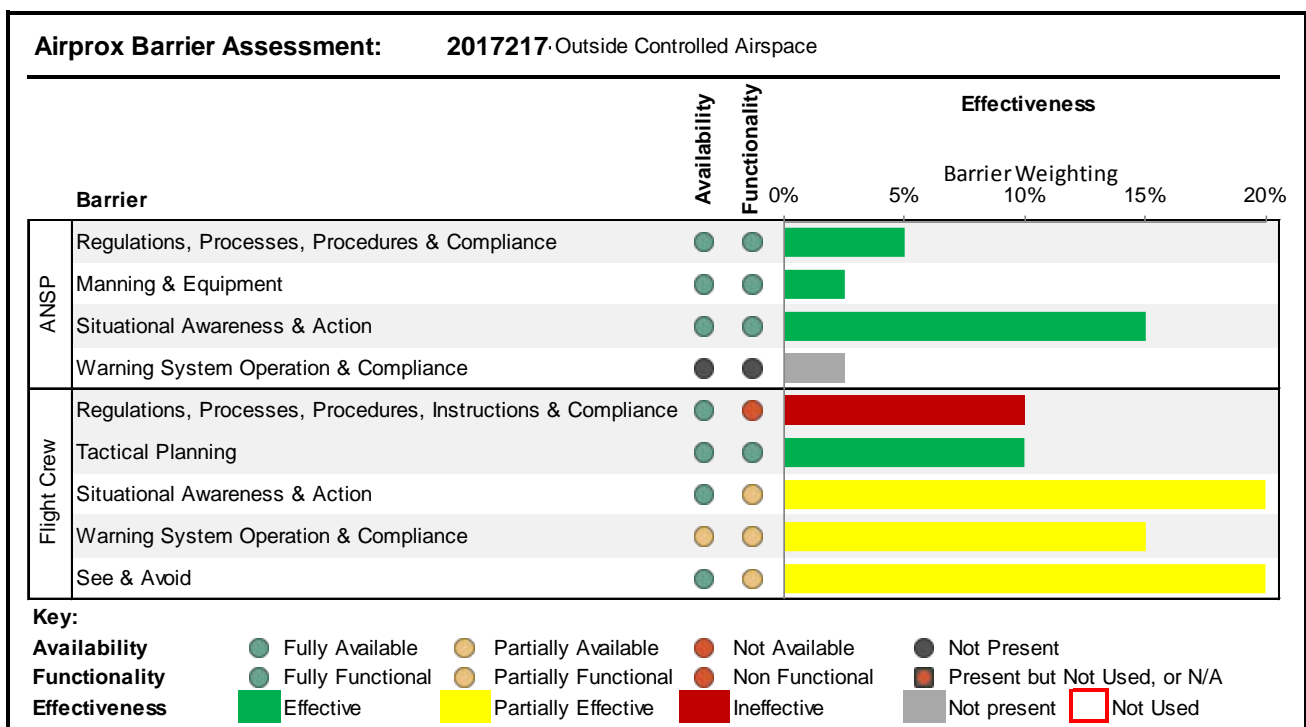 Airprox Barrier Assessment: 2017217 Outside Controlled Airspace
Availability
Functionality
Effectiveness
Barrier Weighting
Barrier
0% 5% 10% 15% 20%
ANSP
Regulations, Processes, Procedures & Compliance
Manning & Equipment
Situational Awareness & Action
Warning System Operation & Compliance
Flight Crew
Regulations, Processes, Procedures, Instructions & Compliance
Tactical Planning
Situational Awareness & Action
Warning System Operation & Compliance
See & Avoid
Key:
Availability Fully Available Partially Available Not Available Not Present
Functionality Fully Functional Partially Functional Non Functional Present but Not Used, or N/A
Effectiveness Effective Partially Effective Ineffective Not present Not Used